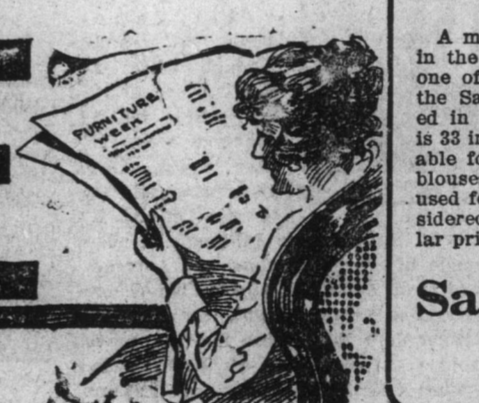 FURNITURE
WEEK
A m
in the
one of
the Sa
ed in
is 33 in
able fo
blouse
used fo
sidered
lar pri
Sa